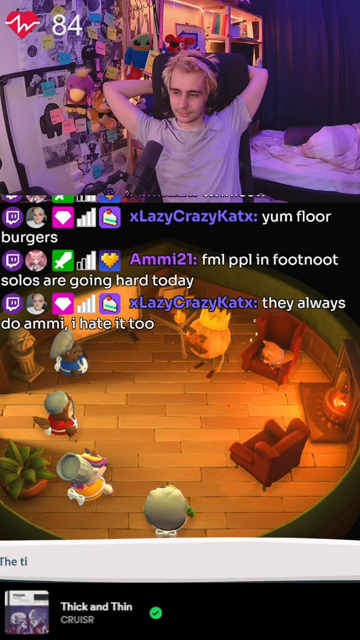 84
xLazyCrazyKatx: yum floor
burgers
Ammi21: fml ppl in footnoot
solos are going hard today
xLazyCrazyKatx: they always
do ammi, i hate it too
The ti
Thick and Thin
CRUISR